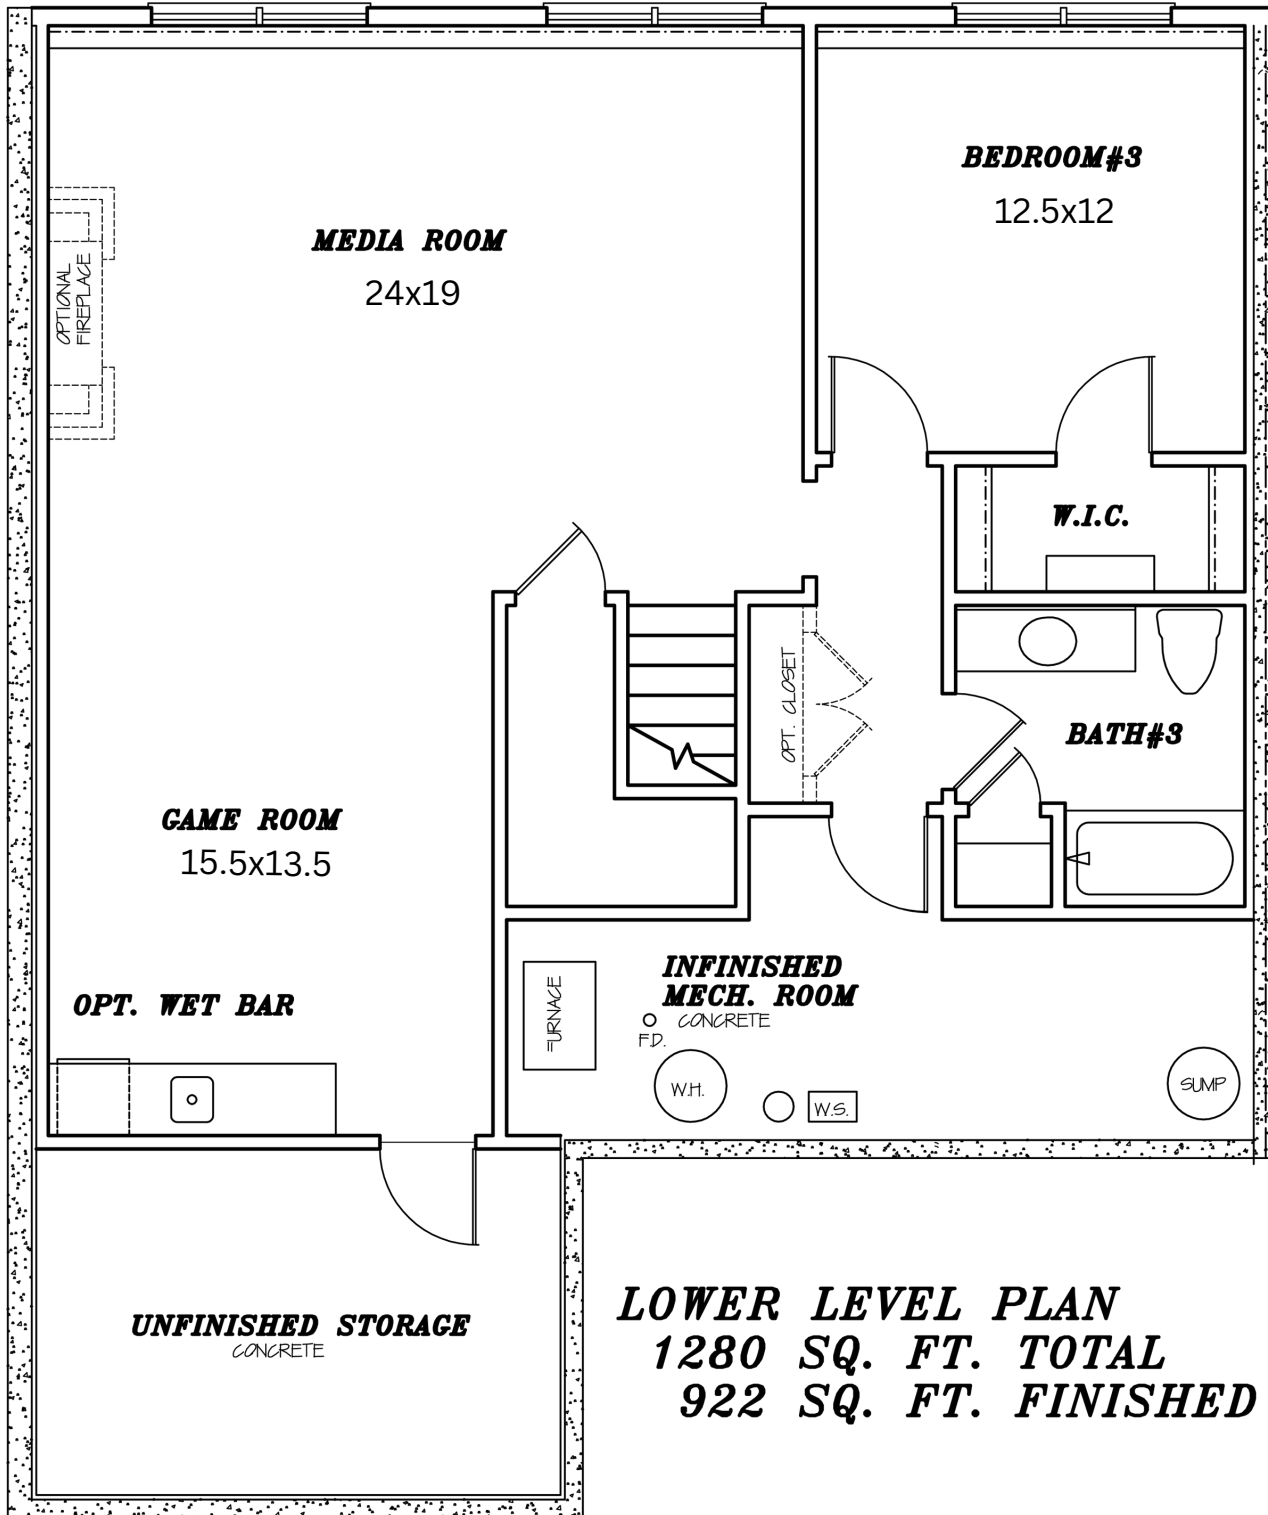 BEDROOM#3
12.5x12
MEDIA ROOM
24x19
OPTIONAL
FIREPLACE
W.I.C.
OPT. CLOSET
BATH#3
GAME ROOM
15.5x13.5
OPT. WET BAR
INFINISHED
MECH. ROOM
CONCRETE
FURNACE
F.D.
W.H.
W.S.
SUMP
UNFINISHED STORAGE
CONCRETE
LOWER LEVEL PLAN
1280 SQ. FT. TOTAL
922 SQ. FT. FINISHED